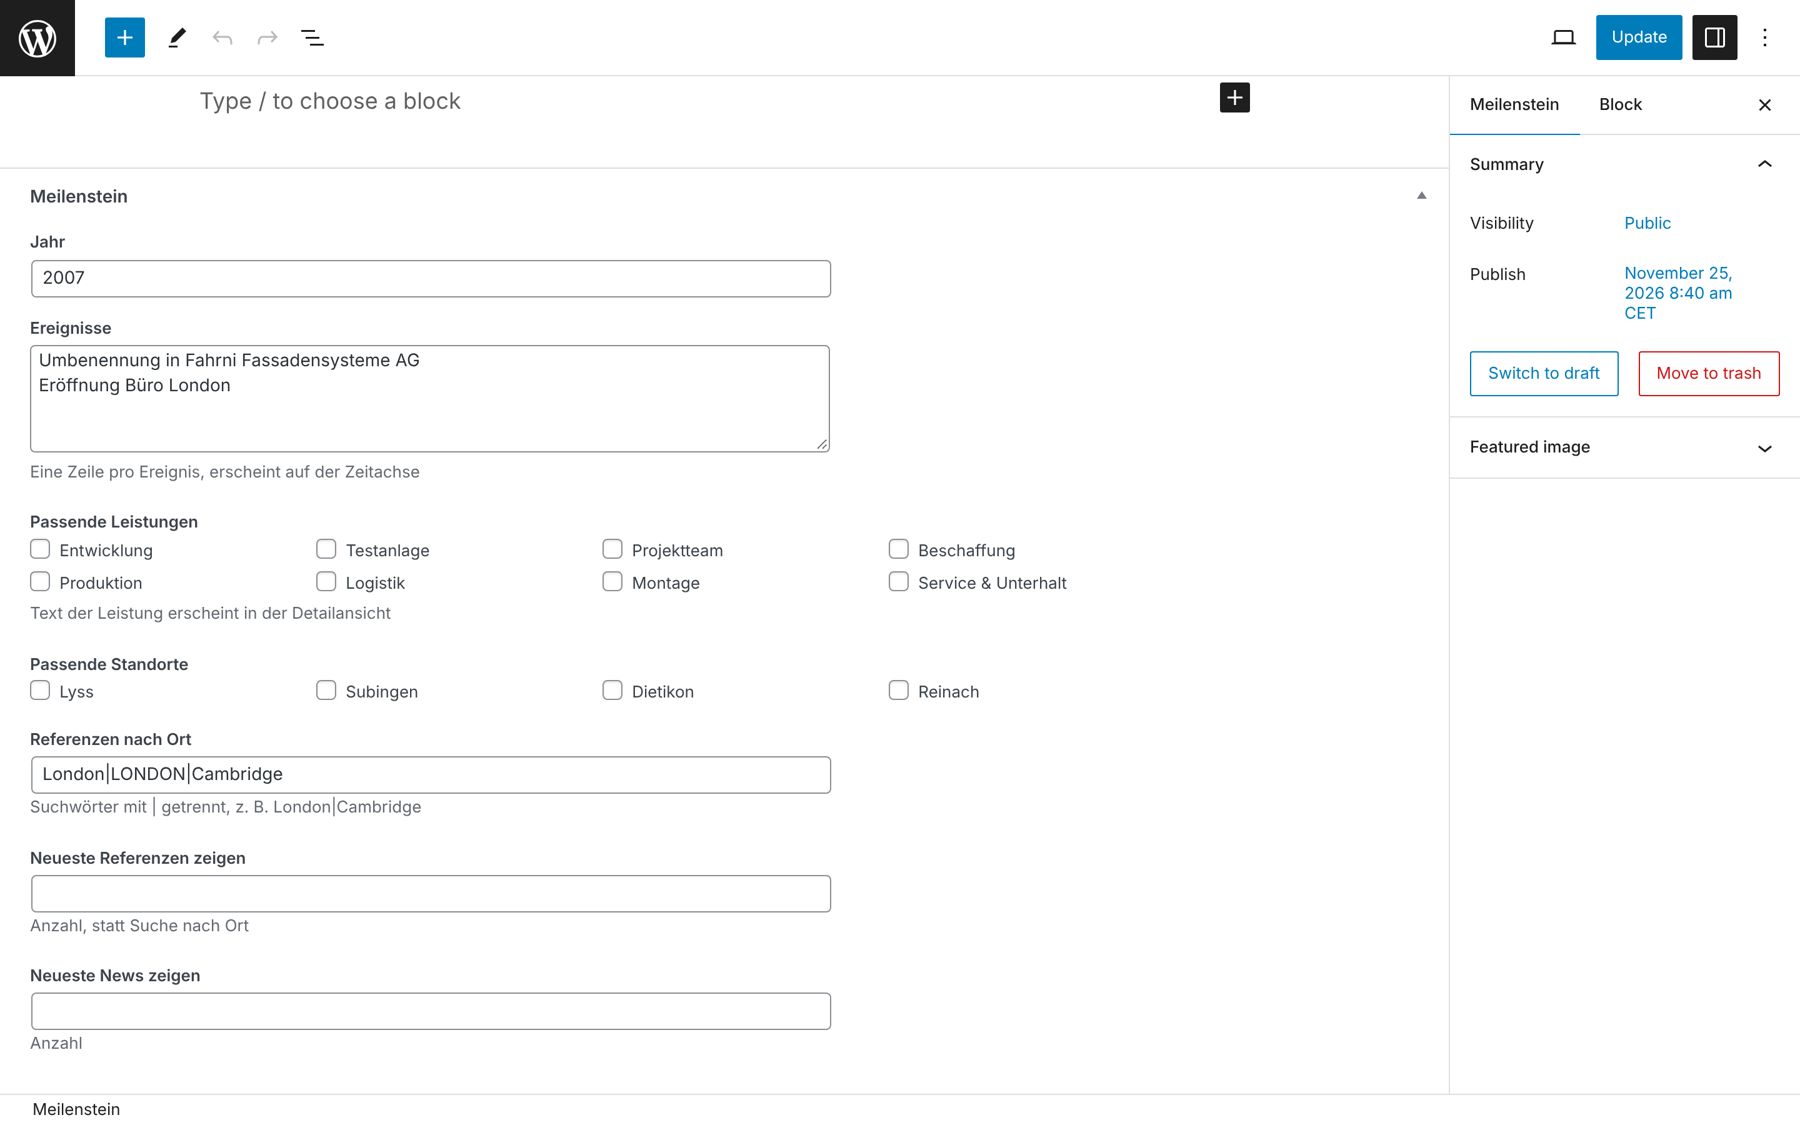 Update
Type / to choose a block
Meilenstein
Block
Summary
Visibility
Public
Publish
November 25,
2026 8:40 am
CET
Switch to draft
Move to trash
Featured image
Meilenstein
Jahr
2007
Ereignisse
Umbenennung in Fahrni Fassadensysteme AG
Eröffnung Büro London
Eine Zeile pro Ereignis, erscheint auf der Zeitachse
Passende Leistungen
Entwicklung
Testanlage
Projektteam
Beschaffung
Produktion
Logistik
Montage
Service & Unterhalt
Text der Leistung erscheint in der Detailansicht
Passende Standorte
Lyss
Subingen
Dietikon
Reinach
Referenzen nach Ort
London|LONDON|Cambridge
Suchwörter mit | getrennt, z. B. London|Cambridge
Neueste Referenzen zeigen
Anzahl, statt Suche nach Ort
Neueste News zeigen
Anzahl
Meilenstein